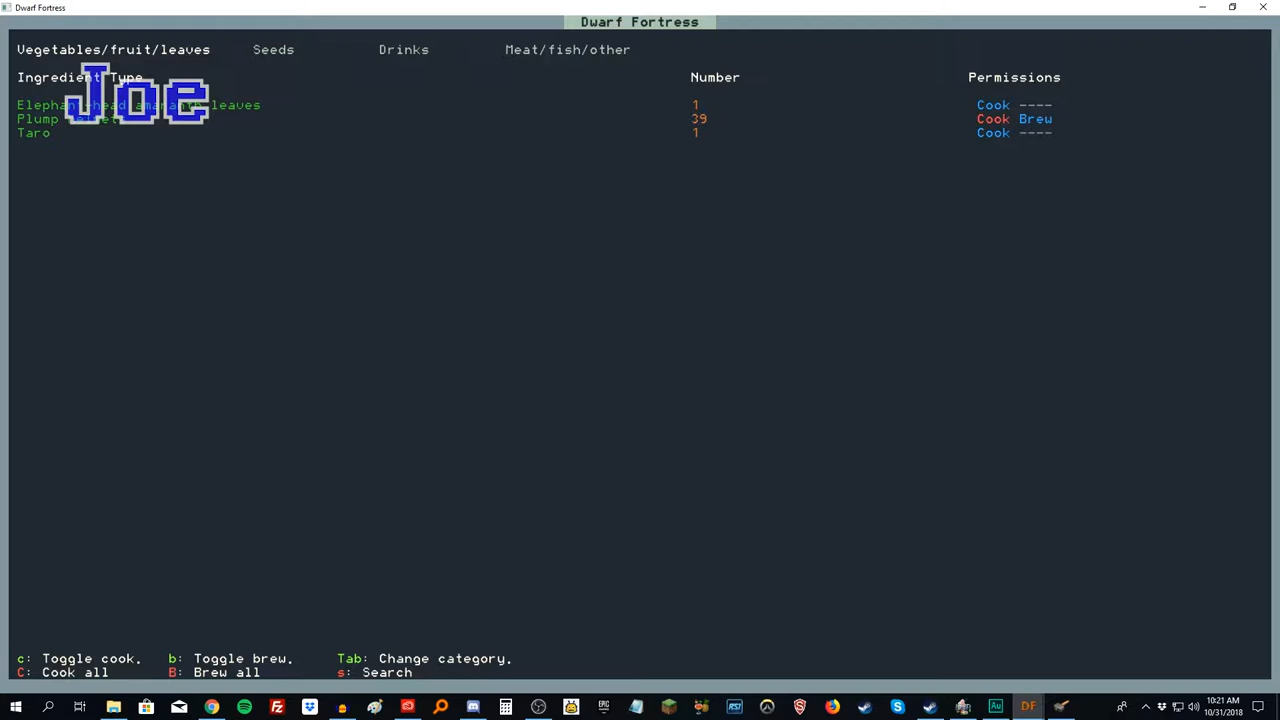 Dwarf Fortress
Dwarf Fortress
Vegetables/fruit/leaves Seeds Drinks Meat/fish/other
Ingredient Type Number Permissions
Joe
leaves 1 Cook ----
Plump 39 Cook Brew
Taro 1 Cook ----
c: Toggle cook. b: Toggle brew. Tab: Change category.
C: Cook all B: Brew all s: Search
10:21 AM
10/31/2018